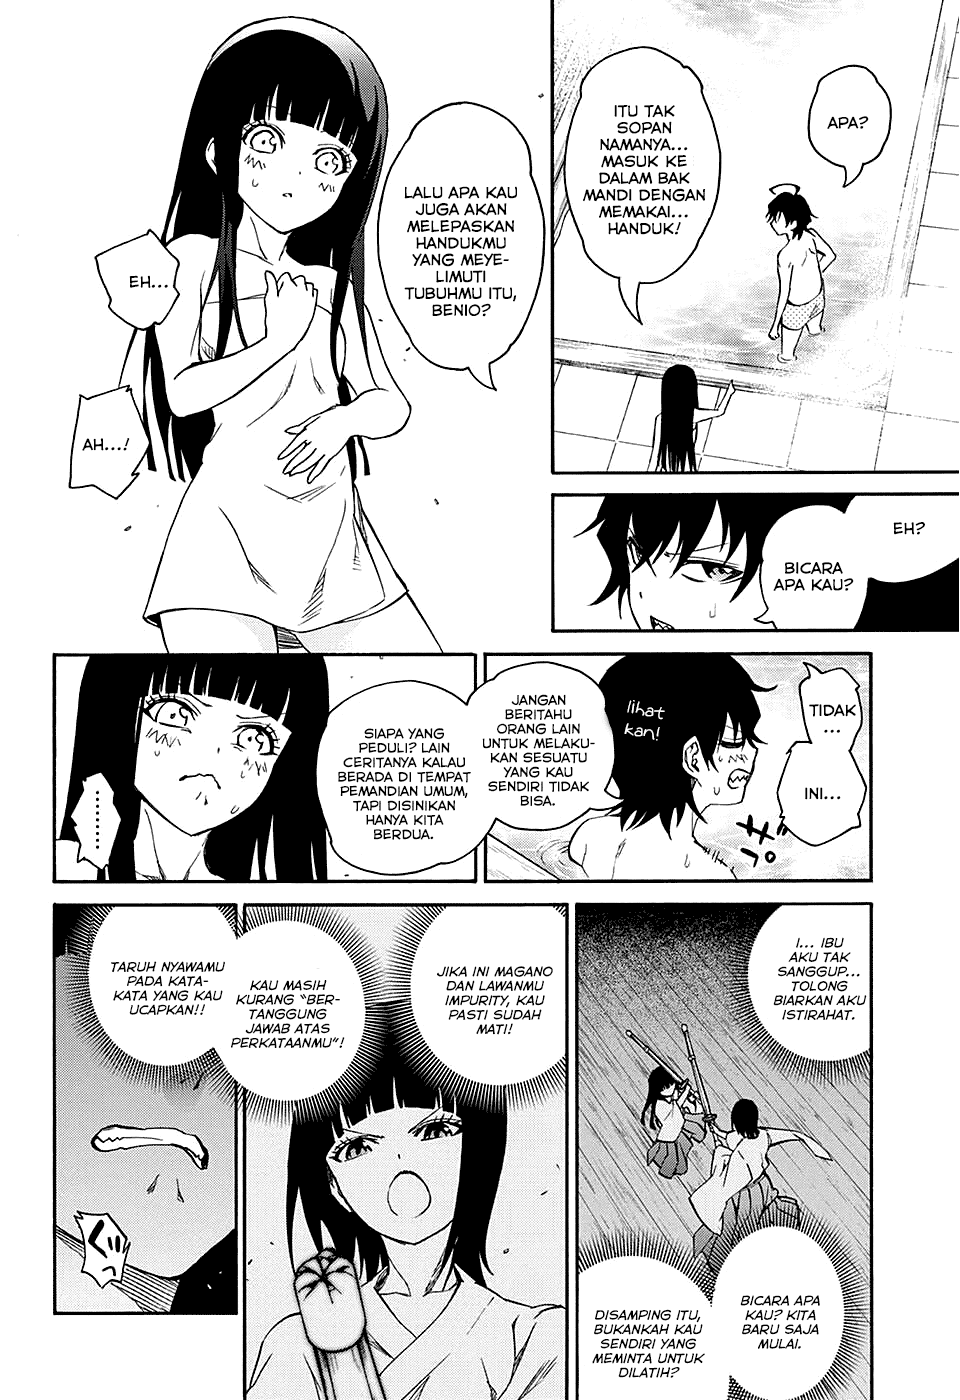 APA?
ITU TAK
SOPAN
NAMANYA...
MASUK KE
DALAM BAK
MANDI DENGAN
MEMAKAI...
HANDUK!
LALU APA KAU
JUGA AKAN
MELEPASKAN
HANDUKMU
YANG MEYE-
LIMUTI
TUBUHMU ITU,
BENIO?
EH...
AH...!
EH?
BICARA
APA KAU?
TIDAK
...
INI...
lihat
kan!
JANGAN
BERITAHU
ORANG LAIN
UNTUK MELAKU-
KAN SESUATU
YANG KAU
SENDIRI TIDAK
BISA.
SIAPA YANG
PEDULI? LAIN
CERITANYA KALAU
BERADA DI TEMPAT
PEMANDIAN UMUM,
TAPI DISINIKAN
HANYA KITA
BERDUA.
........
I... IBU
AKU TAK
SANGGUP...
TOLONG
BIARKAN AKU
ISTIRAHAT.
BICARA APA
KAU? KITA
BARU SAJA
MULAI.
DISAMPING ITU,
BUKANKAH KAU
SENDIRI YANG
MEMINTA UNTUK
DILATIH?
JIKA INI MAGANO
DAN LAWANMU
IMPURITY, KAU
PASTI SUDAH
MATI!
KAU MASIH
KURANG "BER-
TANGGUNG
JAWAB ATAS
PERKATAANMU"!
TARUH NYAWAMU
PADA KATA-
KATA YANG KAU
UCAPKAN!!